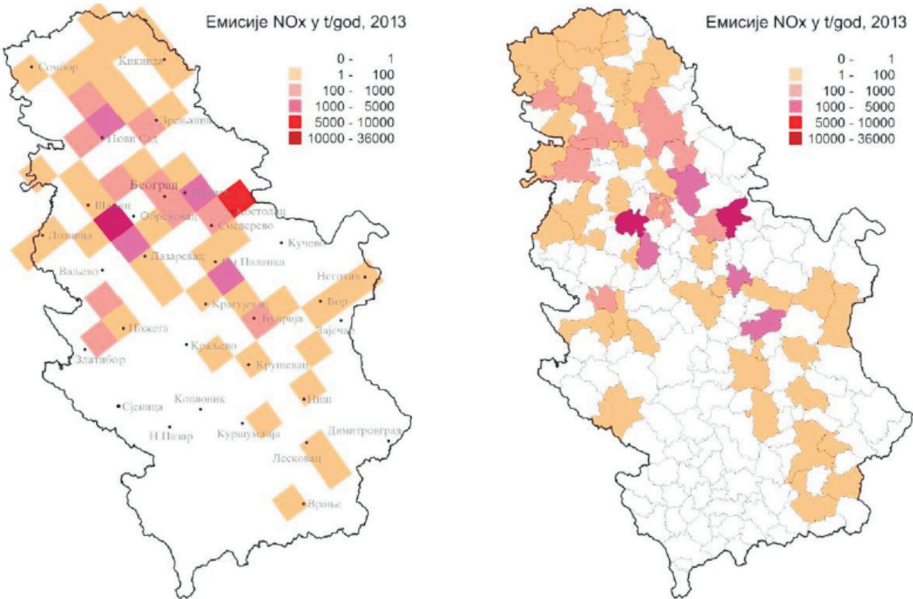 Емисије NOx у t/god, 2013
0 - 1
1 - 100
100 - 1000
1000 - 5000
5000 - 10000
10000 - 36000
Сомбор
Кикинда
Зрењанин
Нови Сад
Београд
Шабац
Обреновац
Костолац
Смедерево
Лозница
Кучево
Лазаревац
Ваљево
См.Паланка
Неготин
Крагујевац
Бор
Пожега
Ћуприја
Зајечар
Златибор
Краљево
Крушевац
Копаоник
Ниш
Сјеница
Н.Пазар
Куршумлија
Димитровград
Лесковац
Врање
Емисије NOx у t/god, 2013
0 - 1
1 - 100
100 - 1000
1000 - 5000
5000 - 10000
10000 - 36000